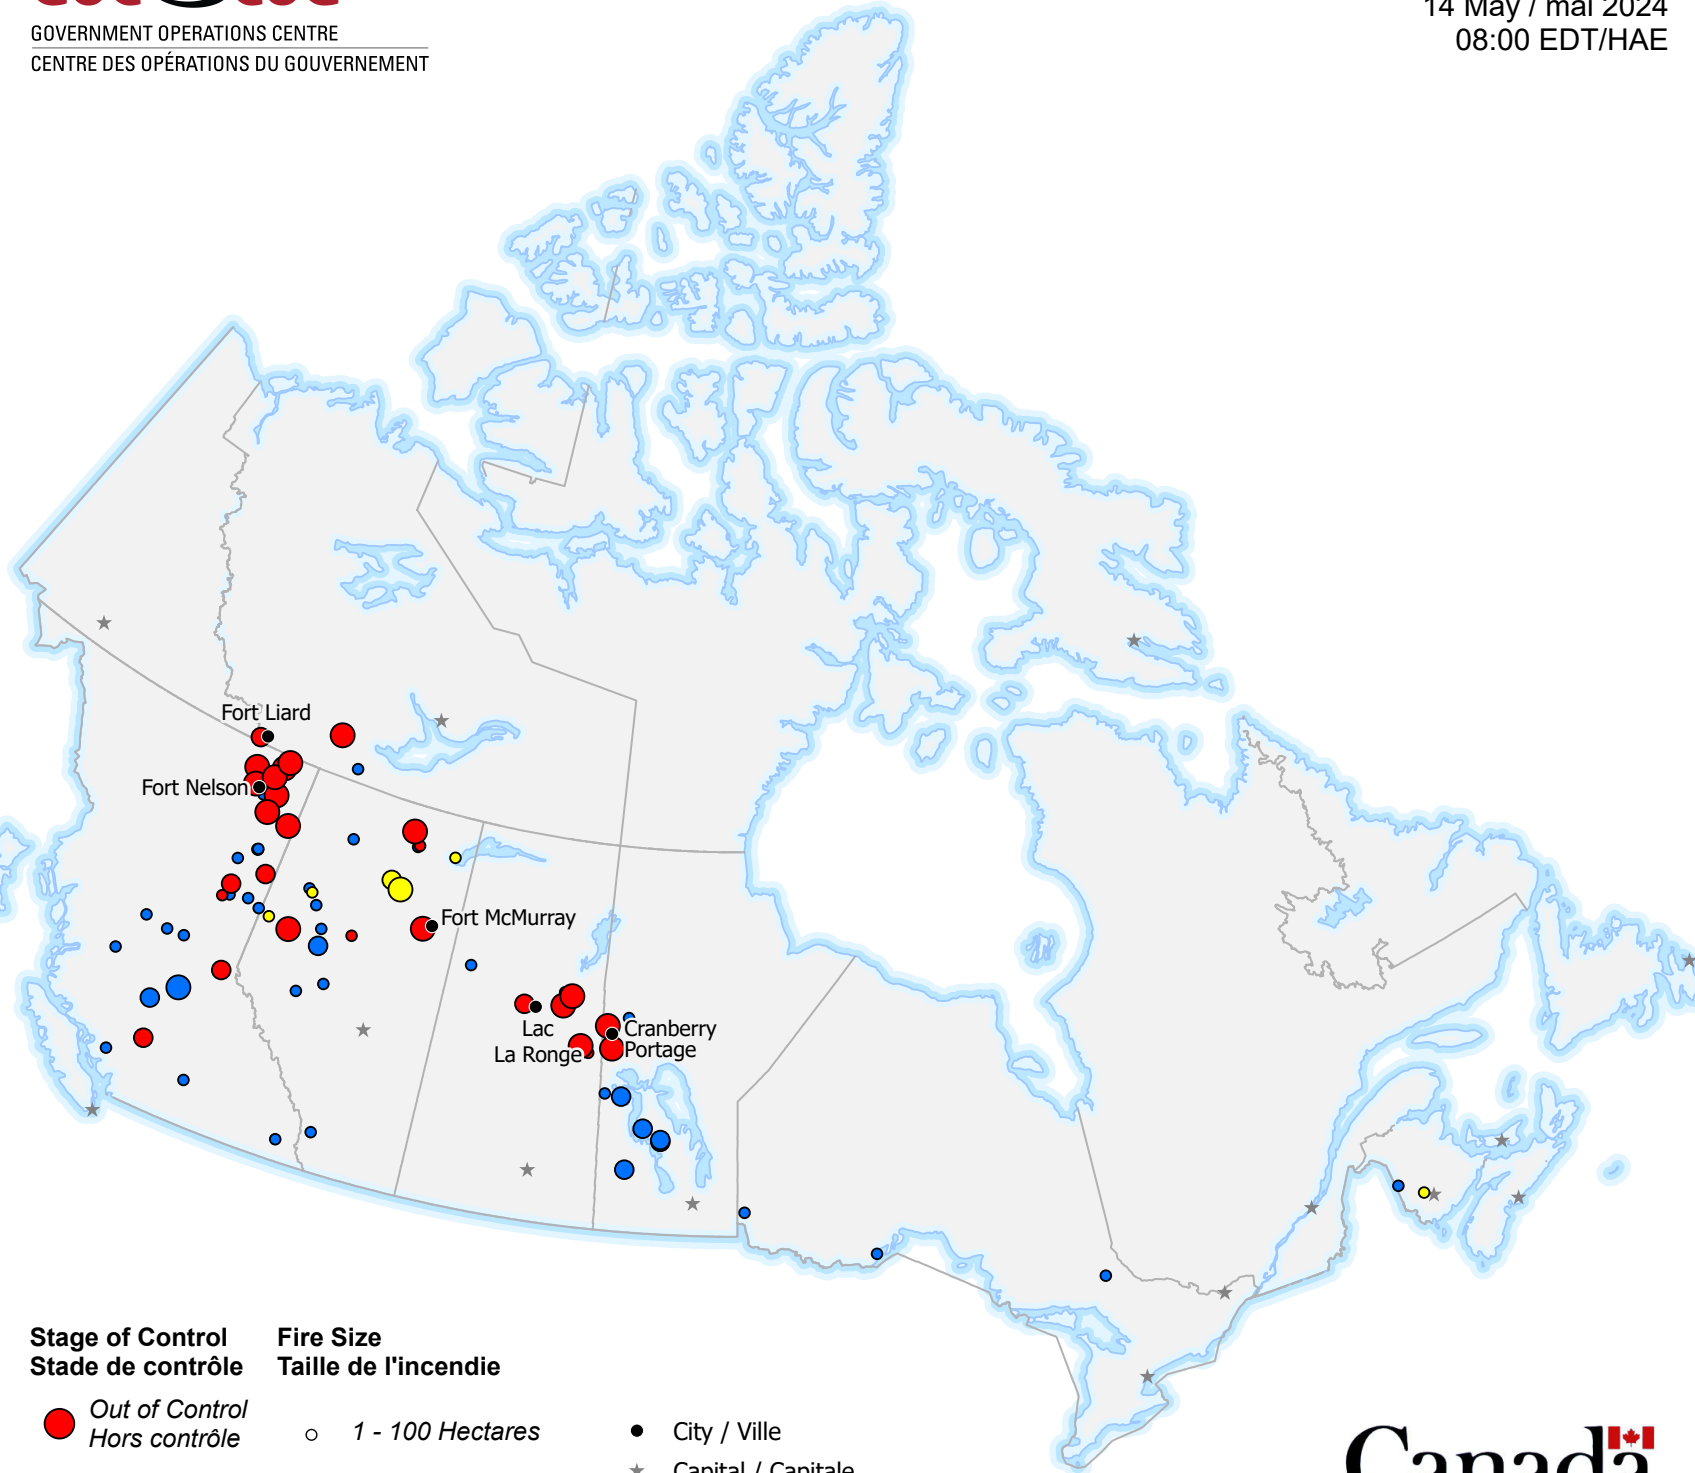 GOVERNMENT OPERATIONS CENTRE
CENTRE DES OPÉRATIONS DU GOUVERNEMENT
14 May / mai 2024
08:00 EDT/HAE
Fort Liard
Fort Nelson
Fort McMurray
Lac
La Ronge
Cranberry
Portage
Stage of Control
Stade de contrôle
Fire Size
Taille de l'incendie
Out of Control
Hors contrôle
1 - 100 Hectares
City / Ville
Capital / Capitale
Canada